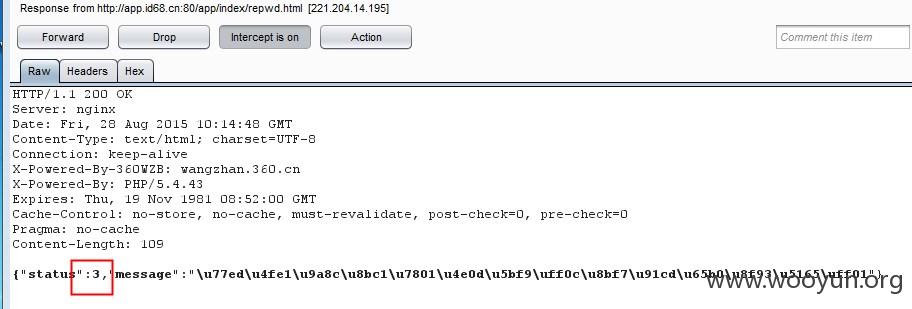 Response from http://app.id68.cn:80/app/index/repwd.html [221.204.14.195]
Forward Drop Intercept is on Action Comment this item
Raw Headers Hex
HTTP/1.1 200 OK
Server: nginx
Date: Fri, 28 Aug 2015 10:14:48 GMT
Content-Type: text/html; charset=UTF-8
Connection: keep-alive
X-Powered-By-360WZB: wangzhan.360.cn
X-Powered-By: PHP/5.4.43
Expires: Thu, 19 Nov 1981 08:52:00 GMT
Cache-Control: no-store, no-cache, must-revalidate, post-check=0, pre-check=0
Pragma: no-cache
Content-Length: 109
{"status":3,"message":"\u77ed\u4fe1\u9a8c\u8bc1\u7801\u4e0d\u5bf9\uff0c\u8bf7\u91cd\u65b0\u8f93\u5165\uff01"}
www.wooyun.org